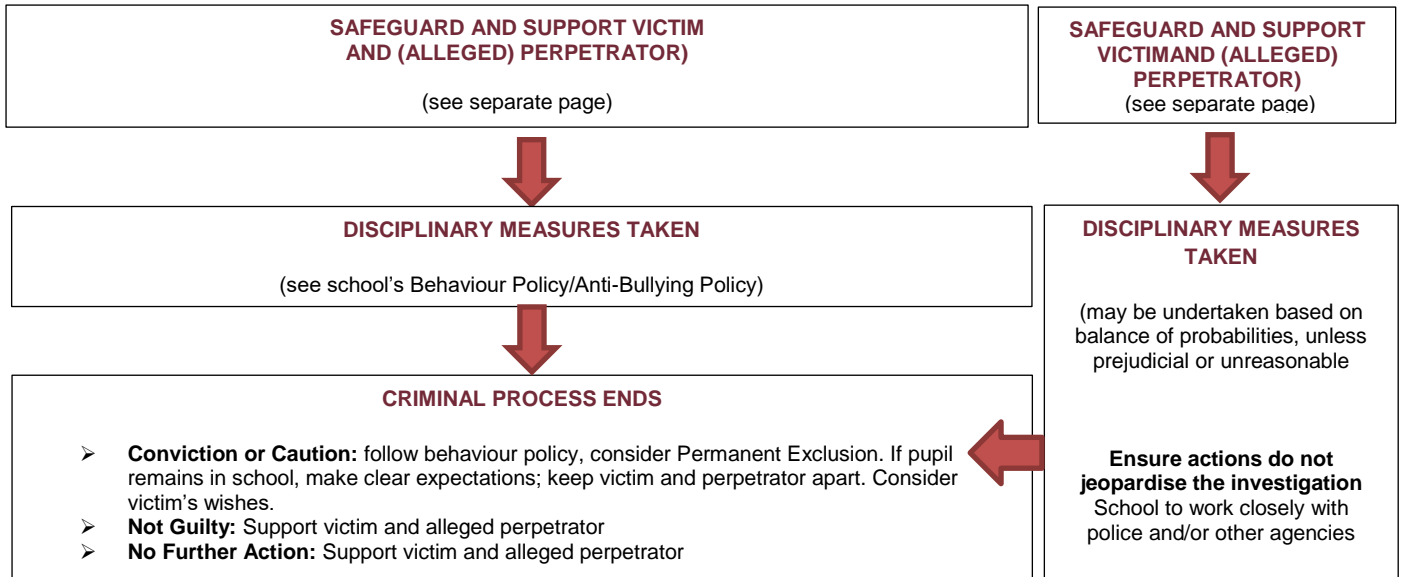 SAFEGUARD AND SUPPORT VICTIM
AND (ALLEGED) PERPETRATOR)
(see separate page)
SAFEGUARD AND SUPPORT
VICTIMAND (ALLEGED)
PERPETRATOR)
(see separate page)
DISCIPLINARY MEASURES TAKEN
(see school’s Behaviour Policy/Anti-Bullying Policy)
DISCIPLINARY MEASURES
TAKEN
(may be undertaken based on
balance of probabilities, unless
prejudicial or unreasonable
Ensure actions do not
jeopardise the investigation
School to work closely with
police and/or other agencies
CRIMINAL PROCESS ENDS
➢ Conviction or Caution: follow behaviour policy, consider Permanent Exclusion. If pupil
remains in school, make clear expectations; keep victim and perpetrator apart. Consider
victim’s wishes.
➢ Not Guilty: Support victim and alleged perpetrator
➢ No Further Action: Support victim and alleged perpetrator